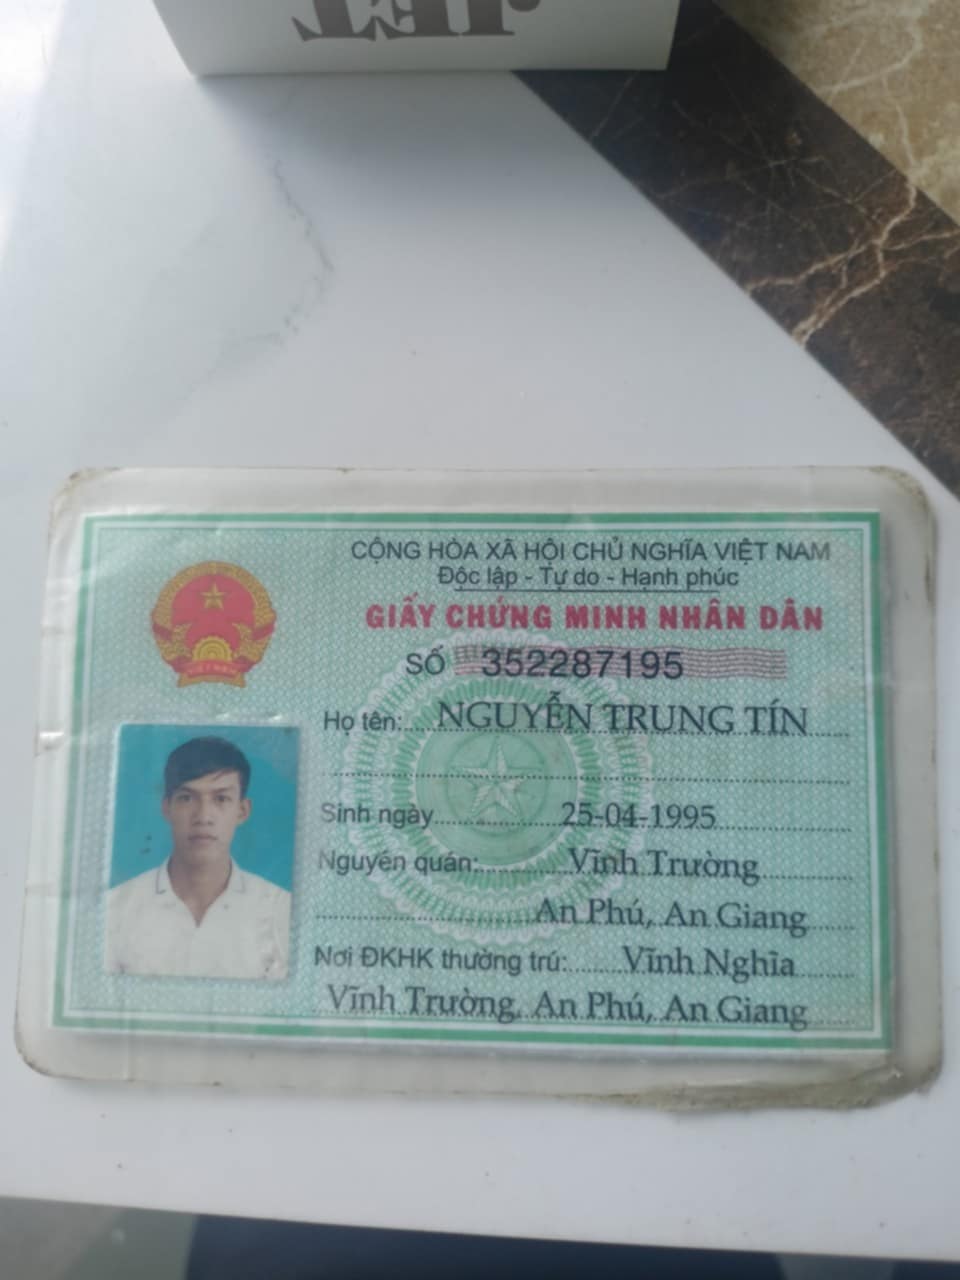 CỘNG HÒA XÃ HỘI CHỦ NGHĨA VIỆT NAM
Độc lập - Tự do - Hạnh phúc
GIẤY CHỨNG MINH NHÂN DÂN
SỐ 352287195
Họ tên: NGUYỄN TRUNG TÍN
Sinh ngày 25-04-1995
Nguyên quán: Vĩnh Trường
An Phú, An Giang
Nơi ĐKHK thường trú: Vĩnh Nghĩa
Vĩnh Trường, An Phú, An Giang